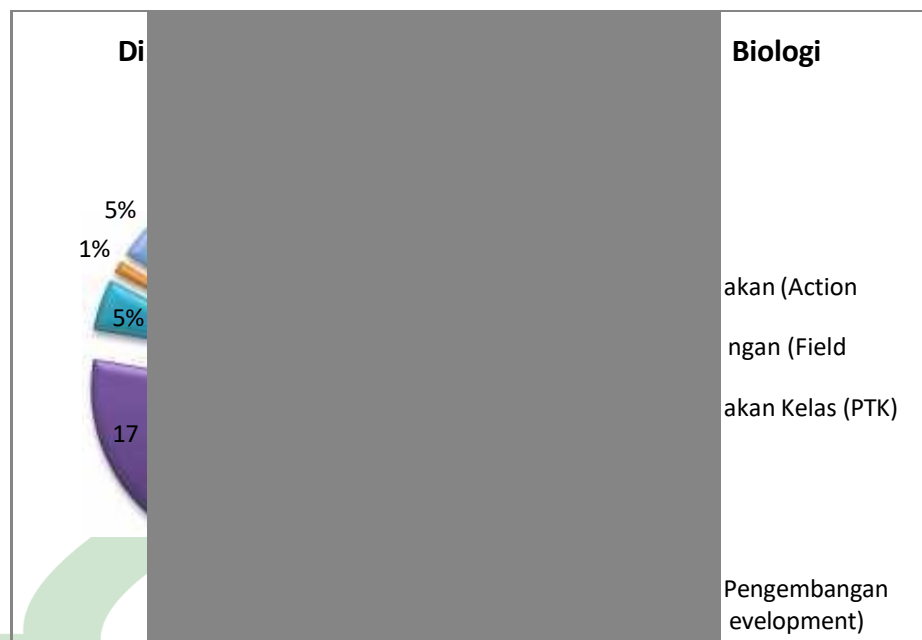 Di Biologi
5%
1%
5%
17
akan (Action
ngan (Field
akan Kelas (PTK)
Pengembangan
evelopment)